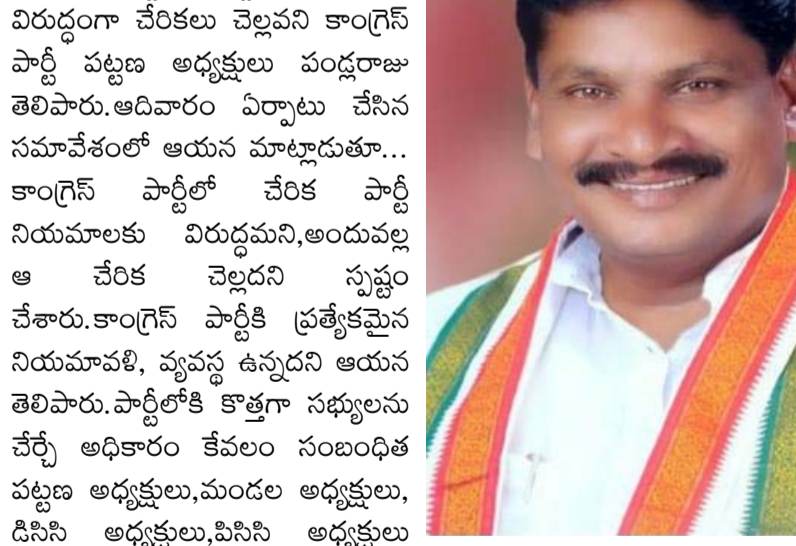 విరుద్ధంగా చేరికలు చెల్లవని కాంగ్రెస్
పార్టీ పట్టణ అధ్యక్షులు పండ్లరాజు
తెలిపారు.ఆదివారం ఏర్పాటు చేసిన
సమావేశంలో ఆయన మాట్లాడుతూ...
కాంగ్రెస్ పార్టీలో చేరిక పార్టీ
నియమాలకు విరుద్ధమని,అందువల్ల
ఆ చేరిక చెల్లదని స్పష్టం
చేశారు.కాంగ్రెస్ పార్టీకి ప్రత్యేకమైన
నియమావళి, వ్యవస్థ ఉన్నదని ఆయన
తెలిపారు.పార్టీలోకి కొత్తగా సభ్యులను
చేర్చే అధికారం కేవలం సంబంధిత
పట్టణ అధ్యక్షులు,మండల అధ్యక్షులు,
డిసిసి అధ్యక్షులు,పిసిసి అధ్యక్షులు